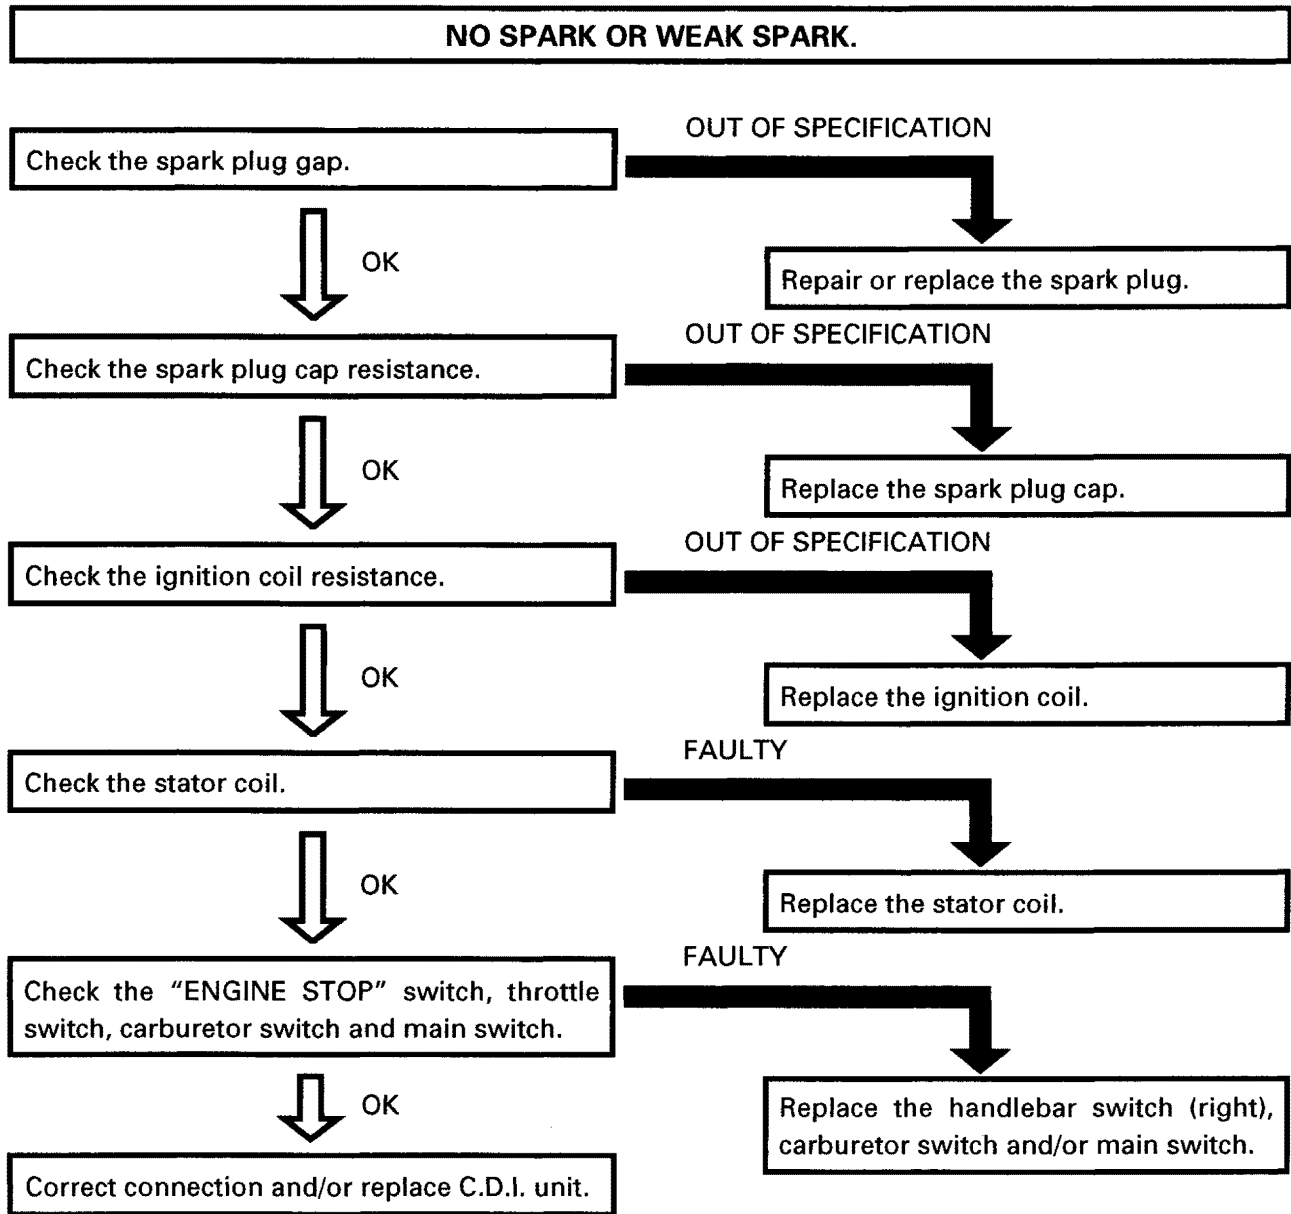 NO SPARK OR WEAK SPARK.
OUT OF SPECIFICATION
Check the spark plug gap.
OK
Repair or replace the spark plug.
OUT OF SPECIFICATION
Check the spark plug cap resistance.
OK
Replace the spark plug cap.
OUT OF SPECIFICATION
Check the ignition coil resistance.
OK
Replace the ignition coil.
FAULTY
Check the stator coil.
OK
Replace the stator coil.
FAULTY
Check the “ENGINE STOP” switch, throttle
switch, carburetor switch and main switch.
OK
Replace the handlebar switch (right),
carburetor switch and/or main switch.
Correct connection and/or replace C.D.I. unit.